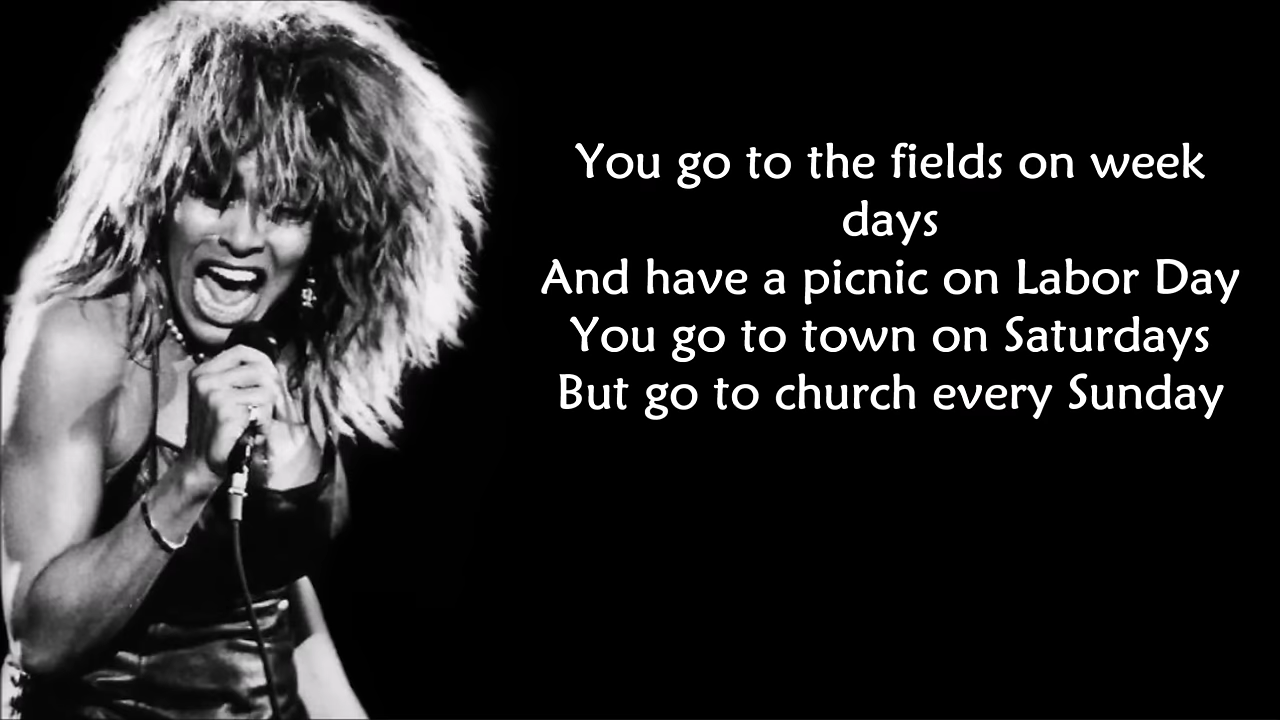 You go to the fields on week
days
And have a picnic on Labor Day
You go to town on Saturdays
But go to church every Sunday